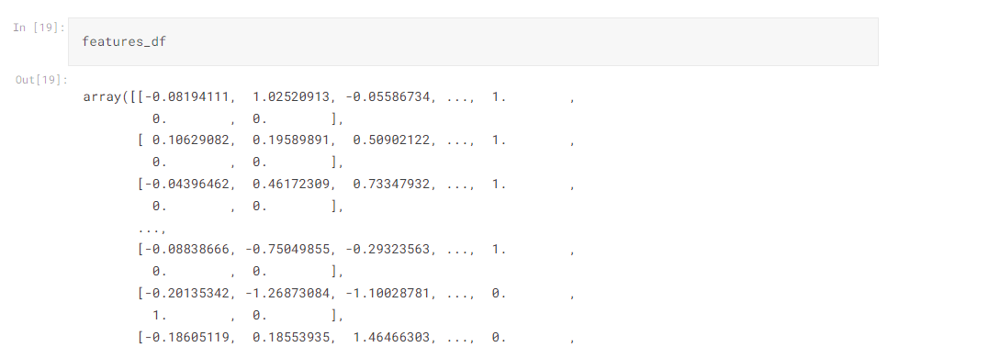 In [19]:
features_df
Out[19]:
array([[-0.08194111,  1.02520913, -0.05586734, ...,  1.        ,
         0.        ,  0.        ],
       [ 0.10629082,  0.19589891,  0.50902122, ...,  1.        ,
         0.        ,  0.        ],
       [-0.04396462,  0.46172309,  0.73347932, ...,  1.        ,
         0.        ,  0.        ],
       ...,
       [-0.08838666, -0.75049855, -0.29323563, ...,  1.        ,
         0.        ,  0.        ],
       [-0.20135342, -1.26873084, -1.10028781, ...,  0.        ,
         1.        ,  0.        ],
       [-0.18605119,  0.18553935,  1.46466303, ...,  0.        ,